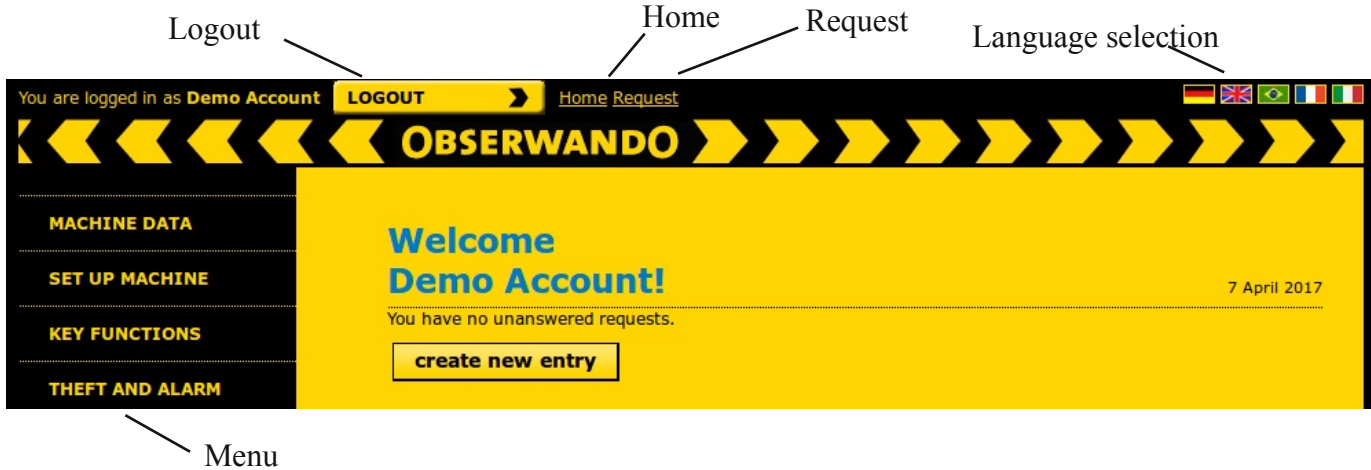 Logout
Home
Request
Language selection
You are logged in as Demo Account
LOGOUT
Home Request
OBSERWANDO
MACHINE DATA
SET UP MACHINE
KEY FUNCTIONS
THEFT AND ALARM
Welcome
Demo Account!
7 April 2017
You have no unanswered requests.
create new entry
Menu